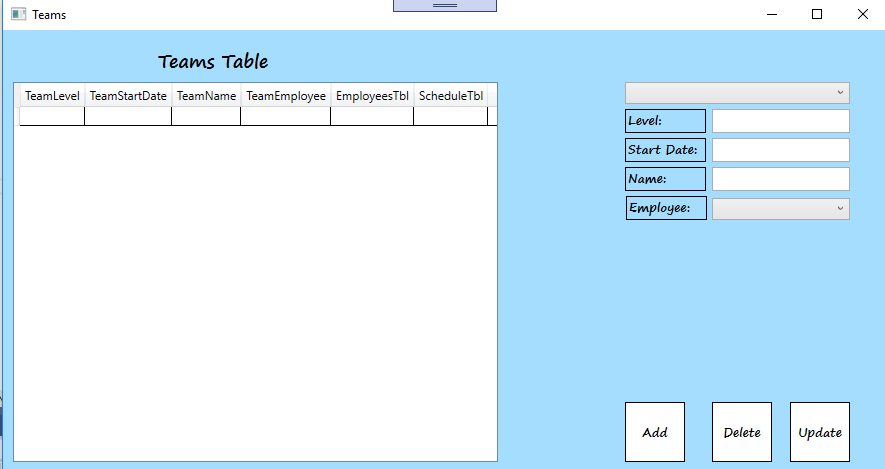 Teams
Teams Table
TeamLevel TeamStartDate TeamName TeamEmployee EmployeesTbl ScheduleTbl
Level:
Start Date:
Name:
Employee:
Add Delete Update